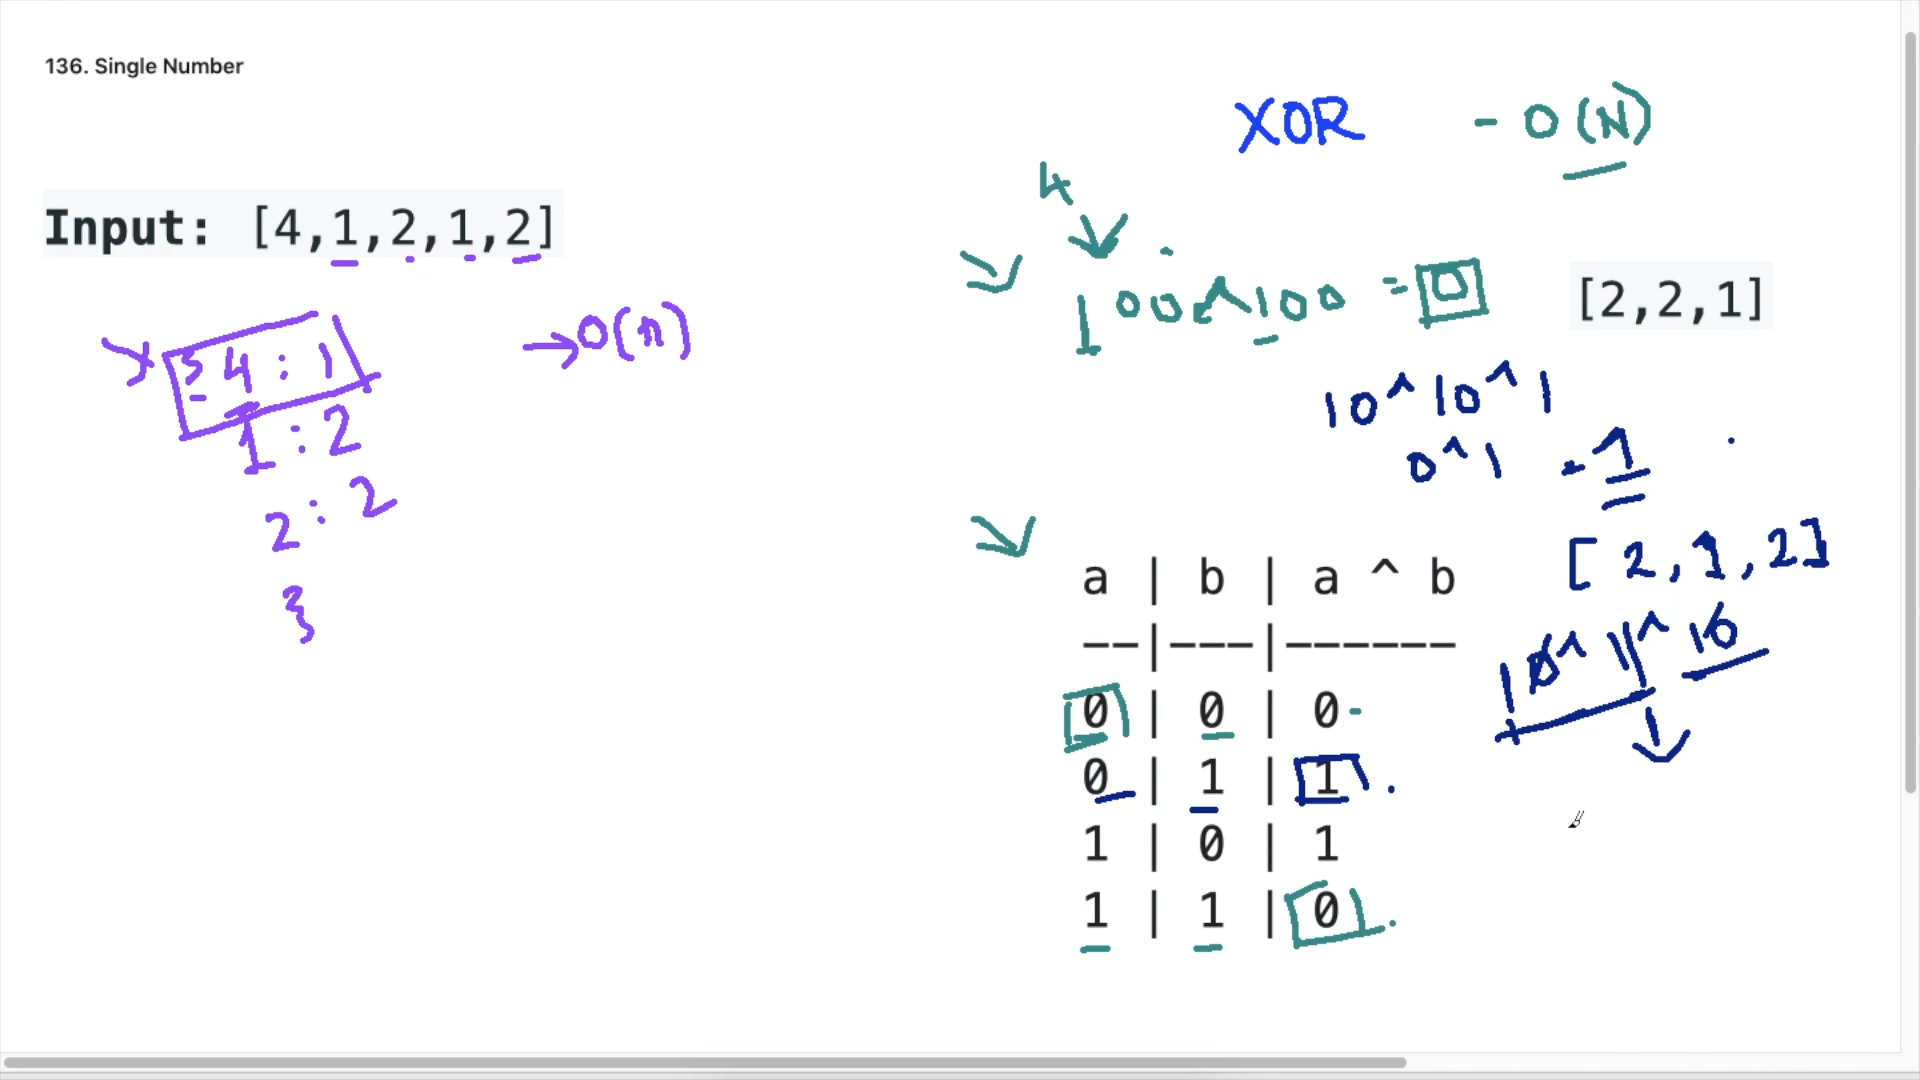 136. Single Number
XOR - O(N)
4
Input: [4,1,2,1,2]
100^100 = 0
[2,2,1]
{ 4 : 1
→ O(n)
1 : 2
2 : 2
}
10^10^1
0^1 = 1
[2,1,2]
a | b | a ^ b
--|---|------
0 | 0 | 0
0 | 1 | 1
1 | 0 | 1
1 | 1 | 0